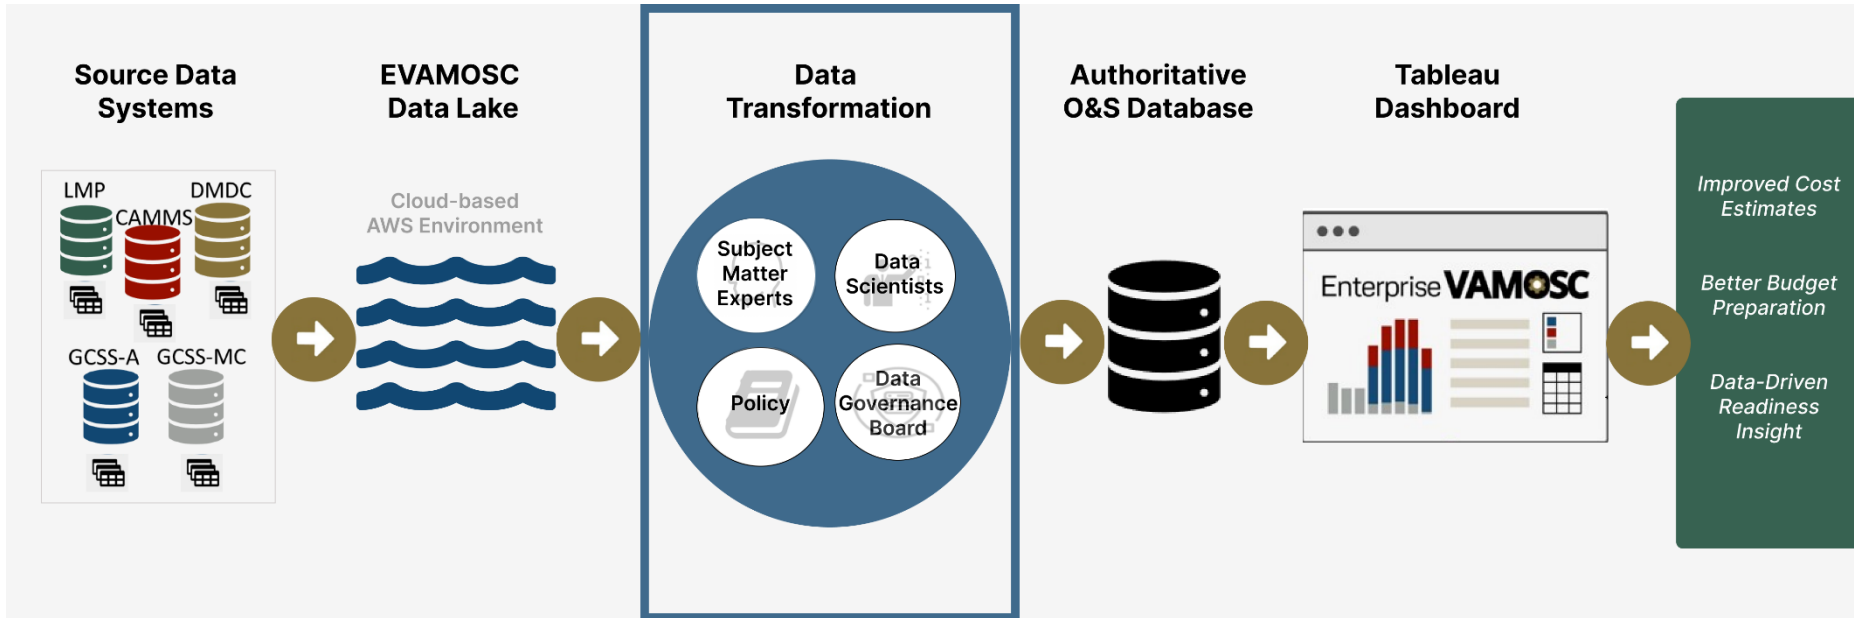 Source Data
Systems
LMP
DMDC
CAMMS
GCSS-A
GCSS-MC
EVAMOSC
Data Lake
Cloud-based
AWS Environment
Data
Transformation
Subject
Matter
Experts
Data
Scientists
Policy
Data
Governance
Board
Authoritative
O&S Database
Tableau
Dashboard
Enterprise VAMOSC
Improved Cost
Estimates
Better Budget
Preparation
Data-Driven
Readiness
Insight